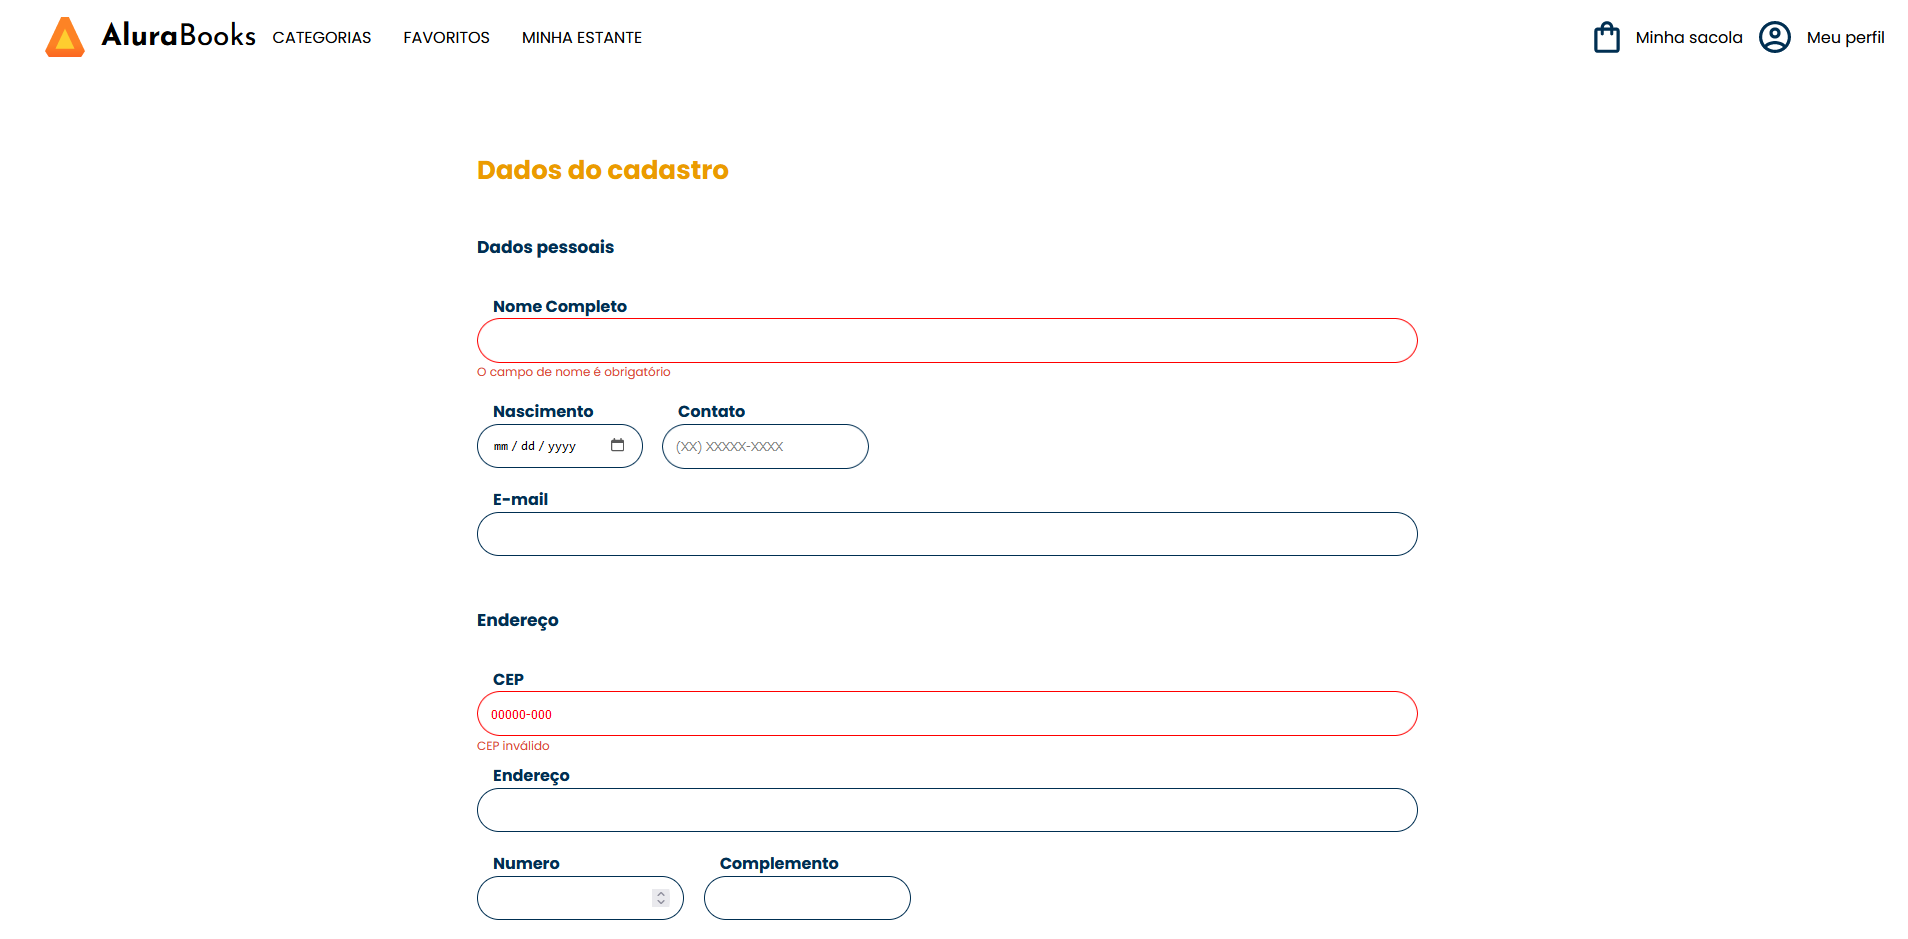 AluraBooks CATEGORIAS FAVORITOS MINHA ESTANTE Minha sacola Meu perfil
Dados do cadastro
Dados pessoais
Nome Completo
O campo de nome é obrigatório
Nascimento Contato
mm / dd / yyyy (XX) XXXXX-XXXX
E-mail
Endereço
CEP
00000-000
CEP inválido
Endereço
Numero Complemento